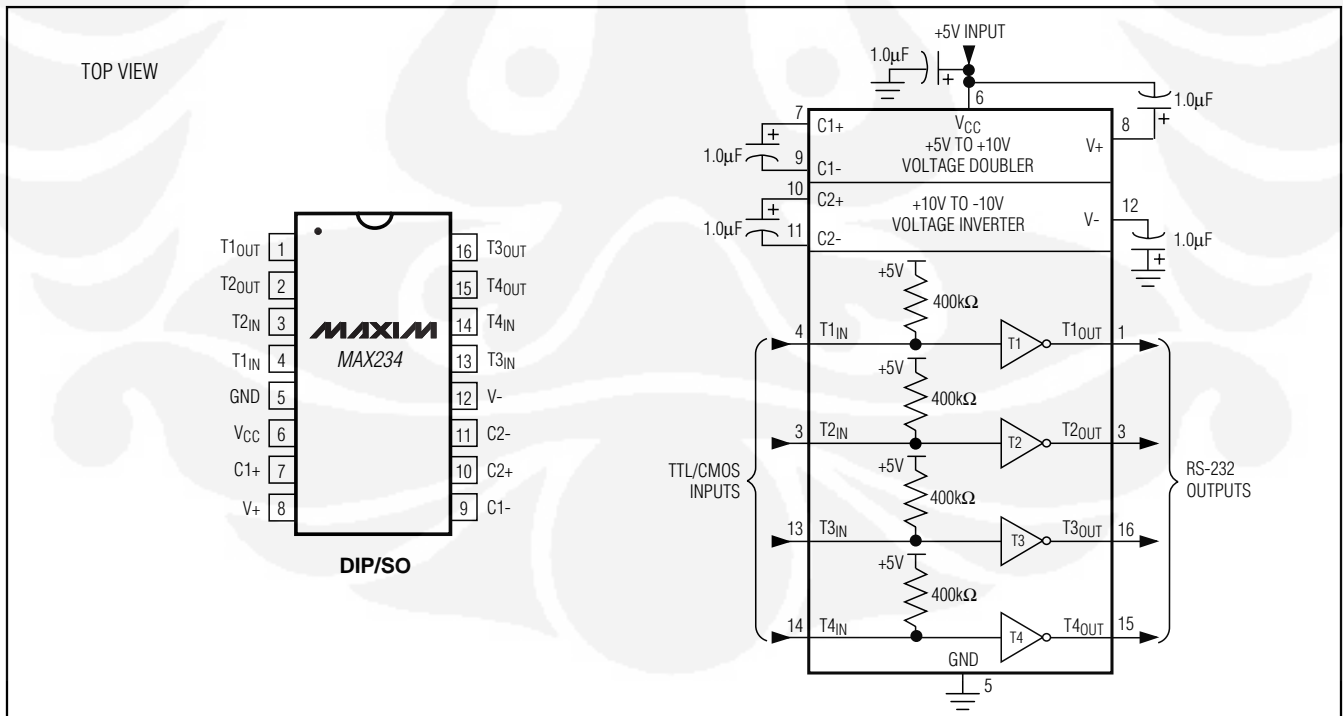 TOP VIEW
T1OUT 1
T2OUT 2
T2IN 3
T1IN 4
GND 5
VCC 6
C1+ 7
V+ 8
16 T3OUT
15 T4OUT
14 T4IN
13 T3IN
12 V-
11 C2-
10 C2+
9 C1-
MAXIM
MAX234
DIP/SO
+5V INPUT
1.0µF
+
6
1.0µF
+
7 C1+
1.0µF +
9 C1-
VCC
+5V TO +10V
VOLTAGE DOUBLER
V+ 8
10 C2+
1.0µF +
11 C2-
+10V TO -10V
VOLTAGE INVERTER
V- 12
1.0µF
+
+5V
400kΩ
4 T1IN T1 T1OUT 1
+5V
400kΩ
3 T2IN T2 T2OUT 3
+5V
400kΩ
13 T3IN T3 T3OUT 16
+5V
400kΩ
14 T4IN T4 T4OUT 15
TTL/CMOS
INPUTS
RS-232
OUTPUTS
GND
5